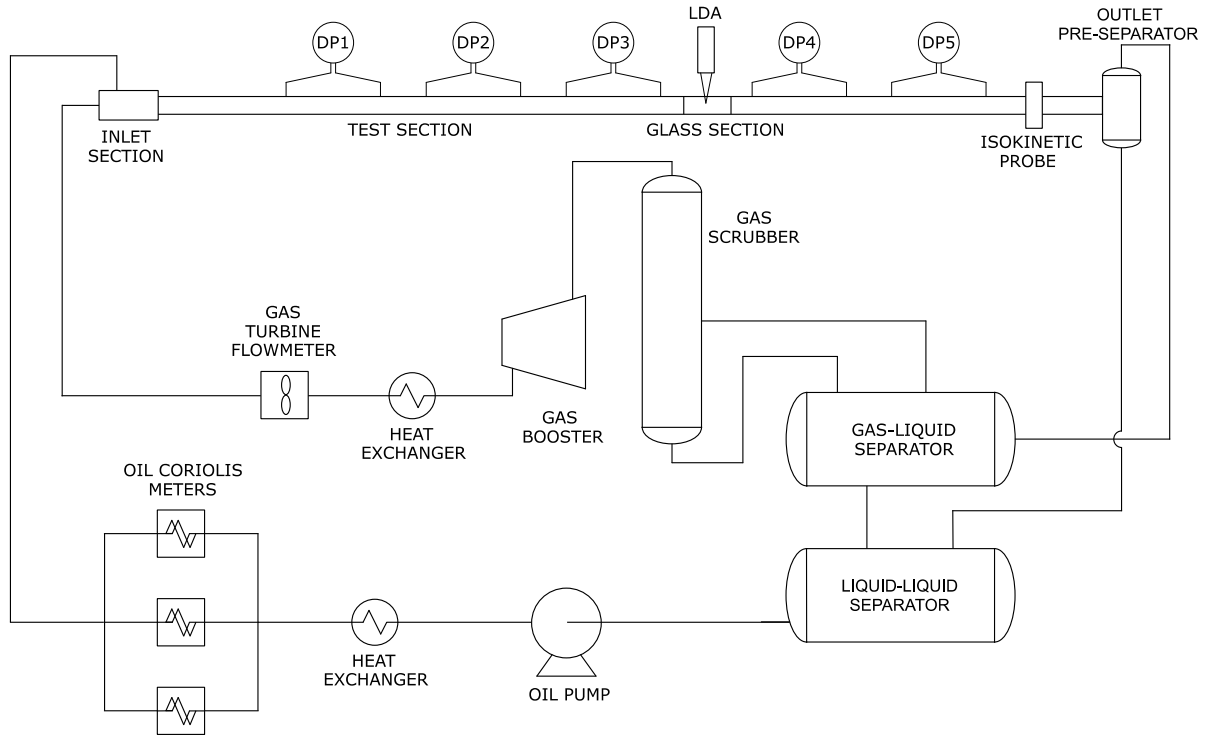 LDA
OUTLET
PRE-SEPARATOR
DP1
DP2
DP3
DP4
DP5
INLET
SECTION
TEST SECTION
GLASS SECTION
ISOKINETIC
PROBE
GAS
SCRUBBER
GAS
TURBINE
FLOWMETER
HEAT
EXCHANGER
GAS
BOOSTER
GAS-LIQUID
SEPARATOR
OIL CORIOLIS
METERS
LIQUID-LIQUID
SEPARATOR
HEAT
EXCHANGER
OIL PUMP